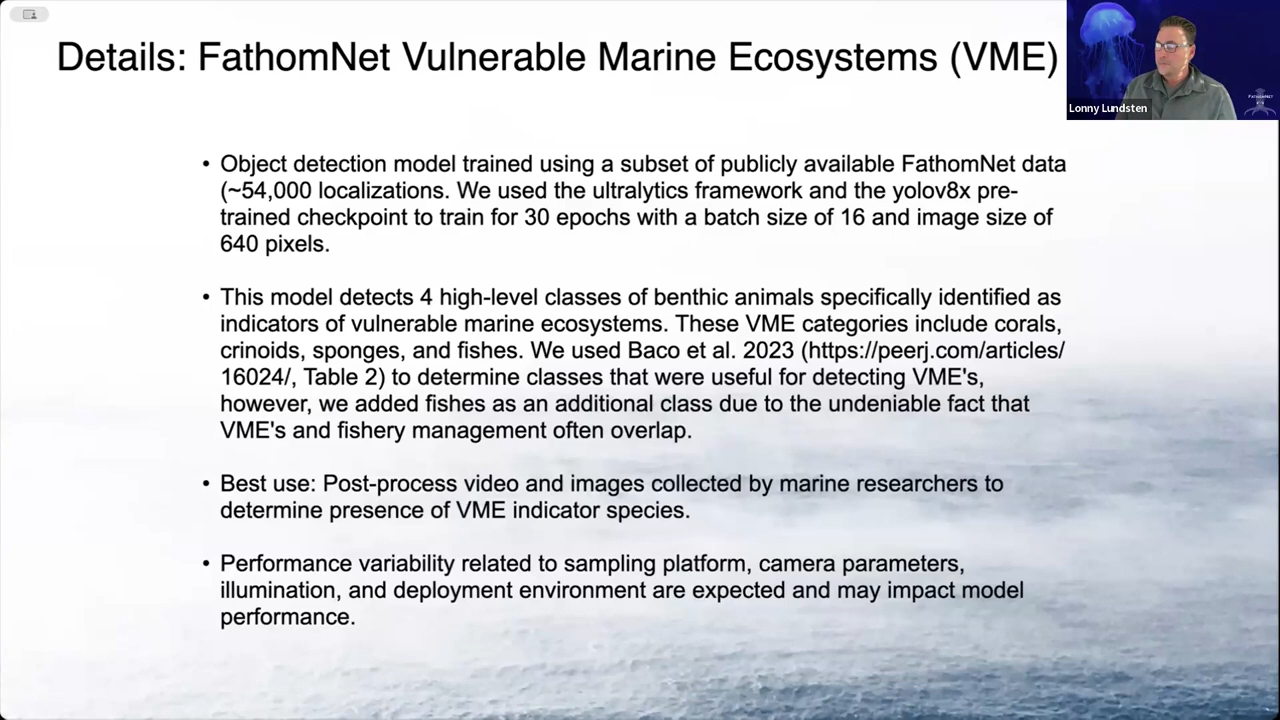 Details: FathomNet Vulnerable Marine Ecosystems (VME)
Lonny Lundsten
FATHOMNET
• Object detection model trained using a subset of publicly available FathomNet data
(~54,000 localizations. We used the ultralytics framework and the yolov8x pre-
trained checkpoint to train for 30 epochs with a batch size of 16 and image size of
640 pixels.
• This model detects 4 high-level classes of benthic animals specifically identified as
indicators of vulnerable marine ecosystems. These VME categories include corals,
crinoids, sponges, and fishes. We used Baco et al. 2023 (https://peerj.com/articles/
16024/, Table 2) to determine classes that were useful for detecting VME's,
however, we added fishes as an additional class due to the undeniable fact that
VME's and fishery management often overlap.
• Best use: Post-process video and images collected by marine researchers to
determine presence of VME indicator species.
• Performance variability related to sampling platform, camera parameters,
illumination, and deployment environment are expected and may impact model
performance.